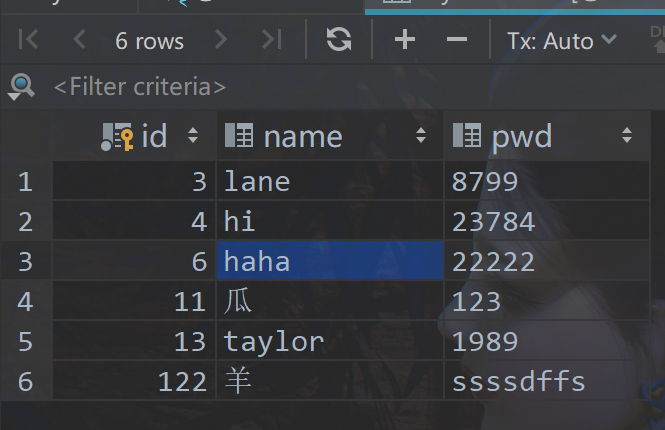 6 rows Tx: Auto
<Filter criteria>
id name pwd
1 3 lane 8799
2 4 hi 23784
3 6 haha 22222
4 11 瓜 123
5 13 taylor 1989
6 122 羊 ssssdffs